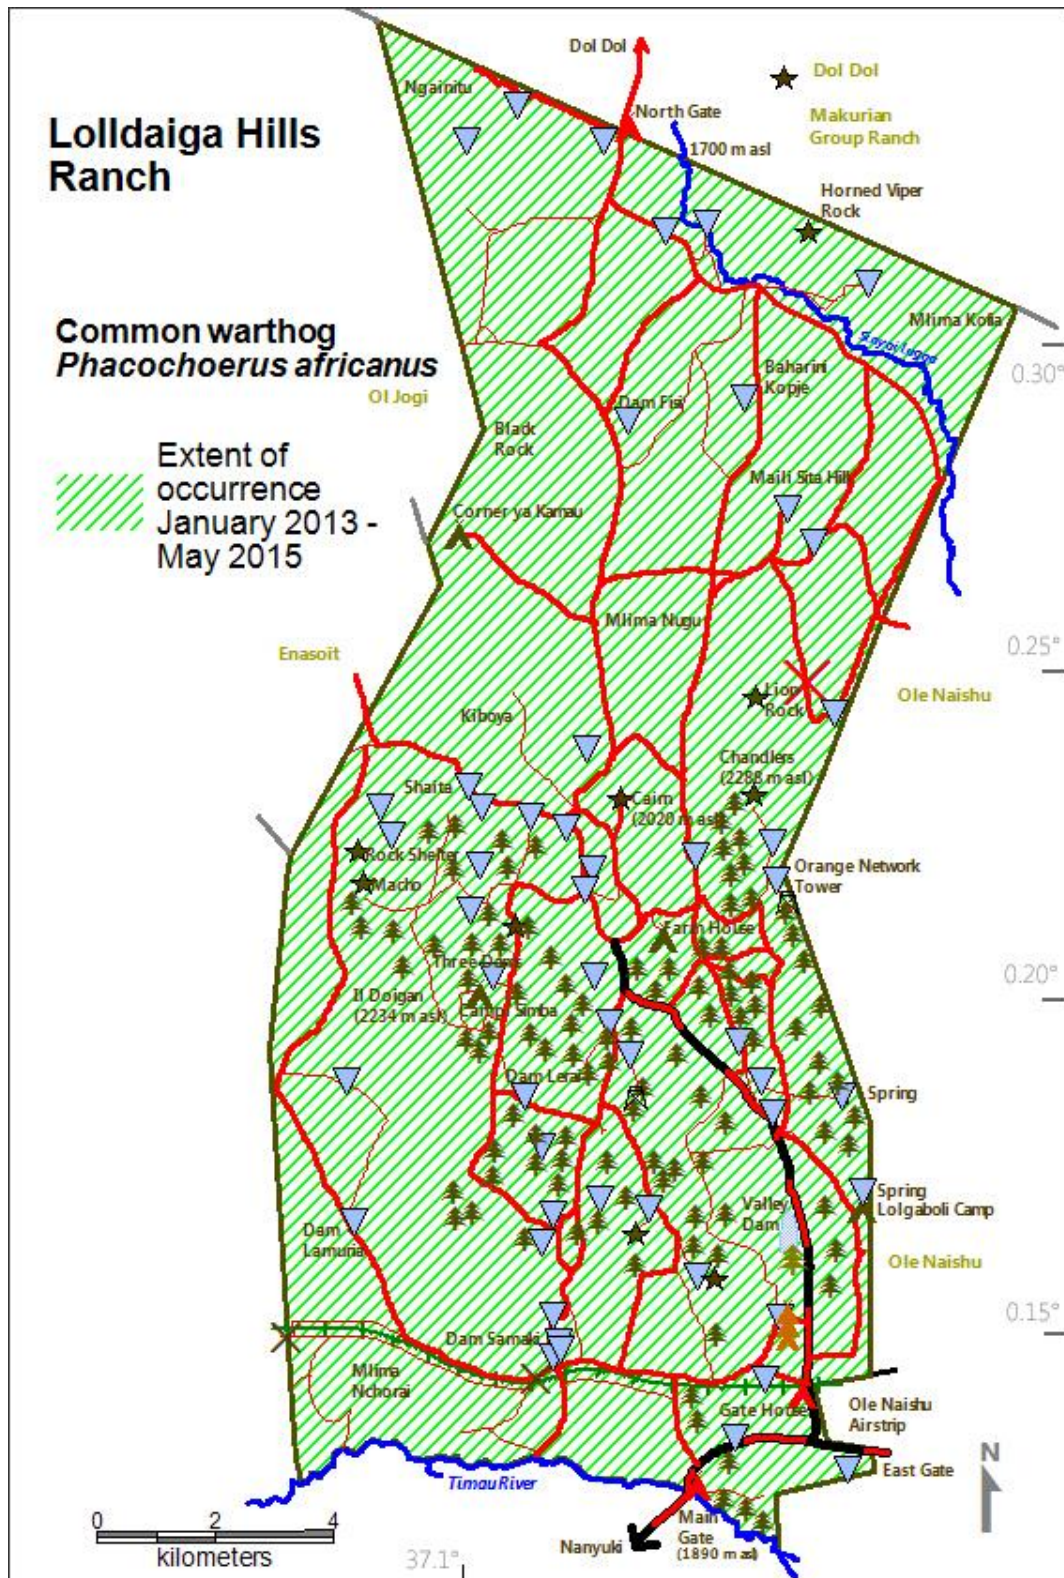 Dol Dol
Dol Dol
Ngainitu
North Gate
Makurian
Group Ranch
Lolldaiga Hills
Ranch
1700 m asl
Horned Viper
Rock
Mlima Kofia
Common warthog
Phacochoerus africanus
Sayai Lugga
0.30°
Baharini
Kopje
Ol Jogi
Dam Fisi
Black
Rock
Extent of
occurrence
January 2013 -
May 2015
Maili Sita Hill
Corner ya Kamau
Mlima Nugu
Enasoit
0.25°
Lion
Rock
Ole Naishu
Kiboya
Chandlers
(2288 m asl)
Shaita
Cairn
(2020 m asl)
Rock Shelter
Orange Network
Tower
Macho
Farm House
Three Dams
0.20°
Il Doigan
(2234 m asl)
Campi Simba
Dam Lerai
Spring
Valley
Dam
Spring
Lolgaboli Camp
Dam
Lamuria
Ole Naishu
0.15°
Dam Samaki
Mlima
Nchorai
Gate House
Ole Naishu
Airstrip
East Gate
N
Timau River
0 2 4
kilometers
Main
Gate
(1890 m asl)
Nanyuki
37.1°